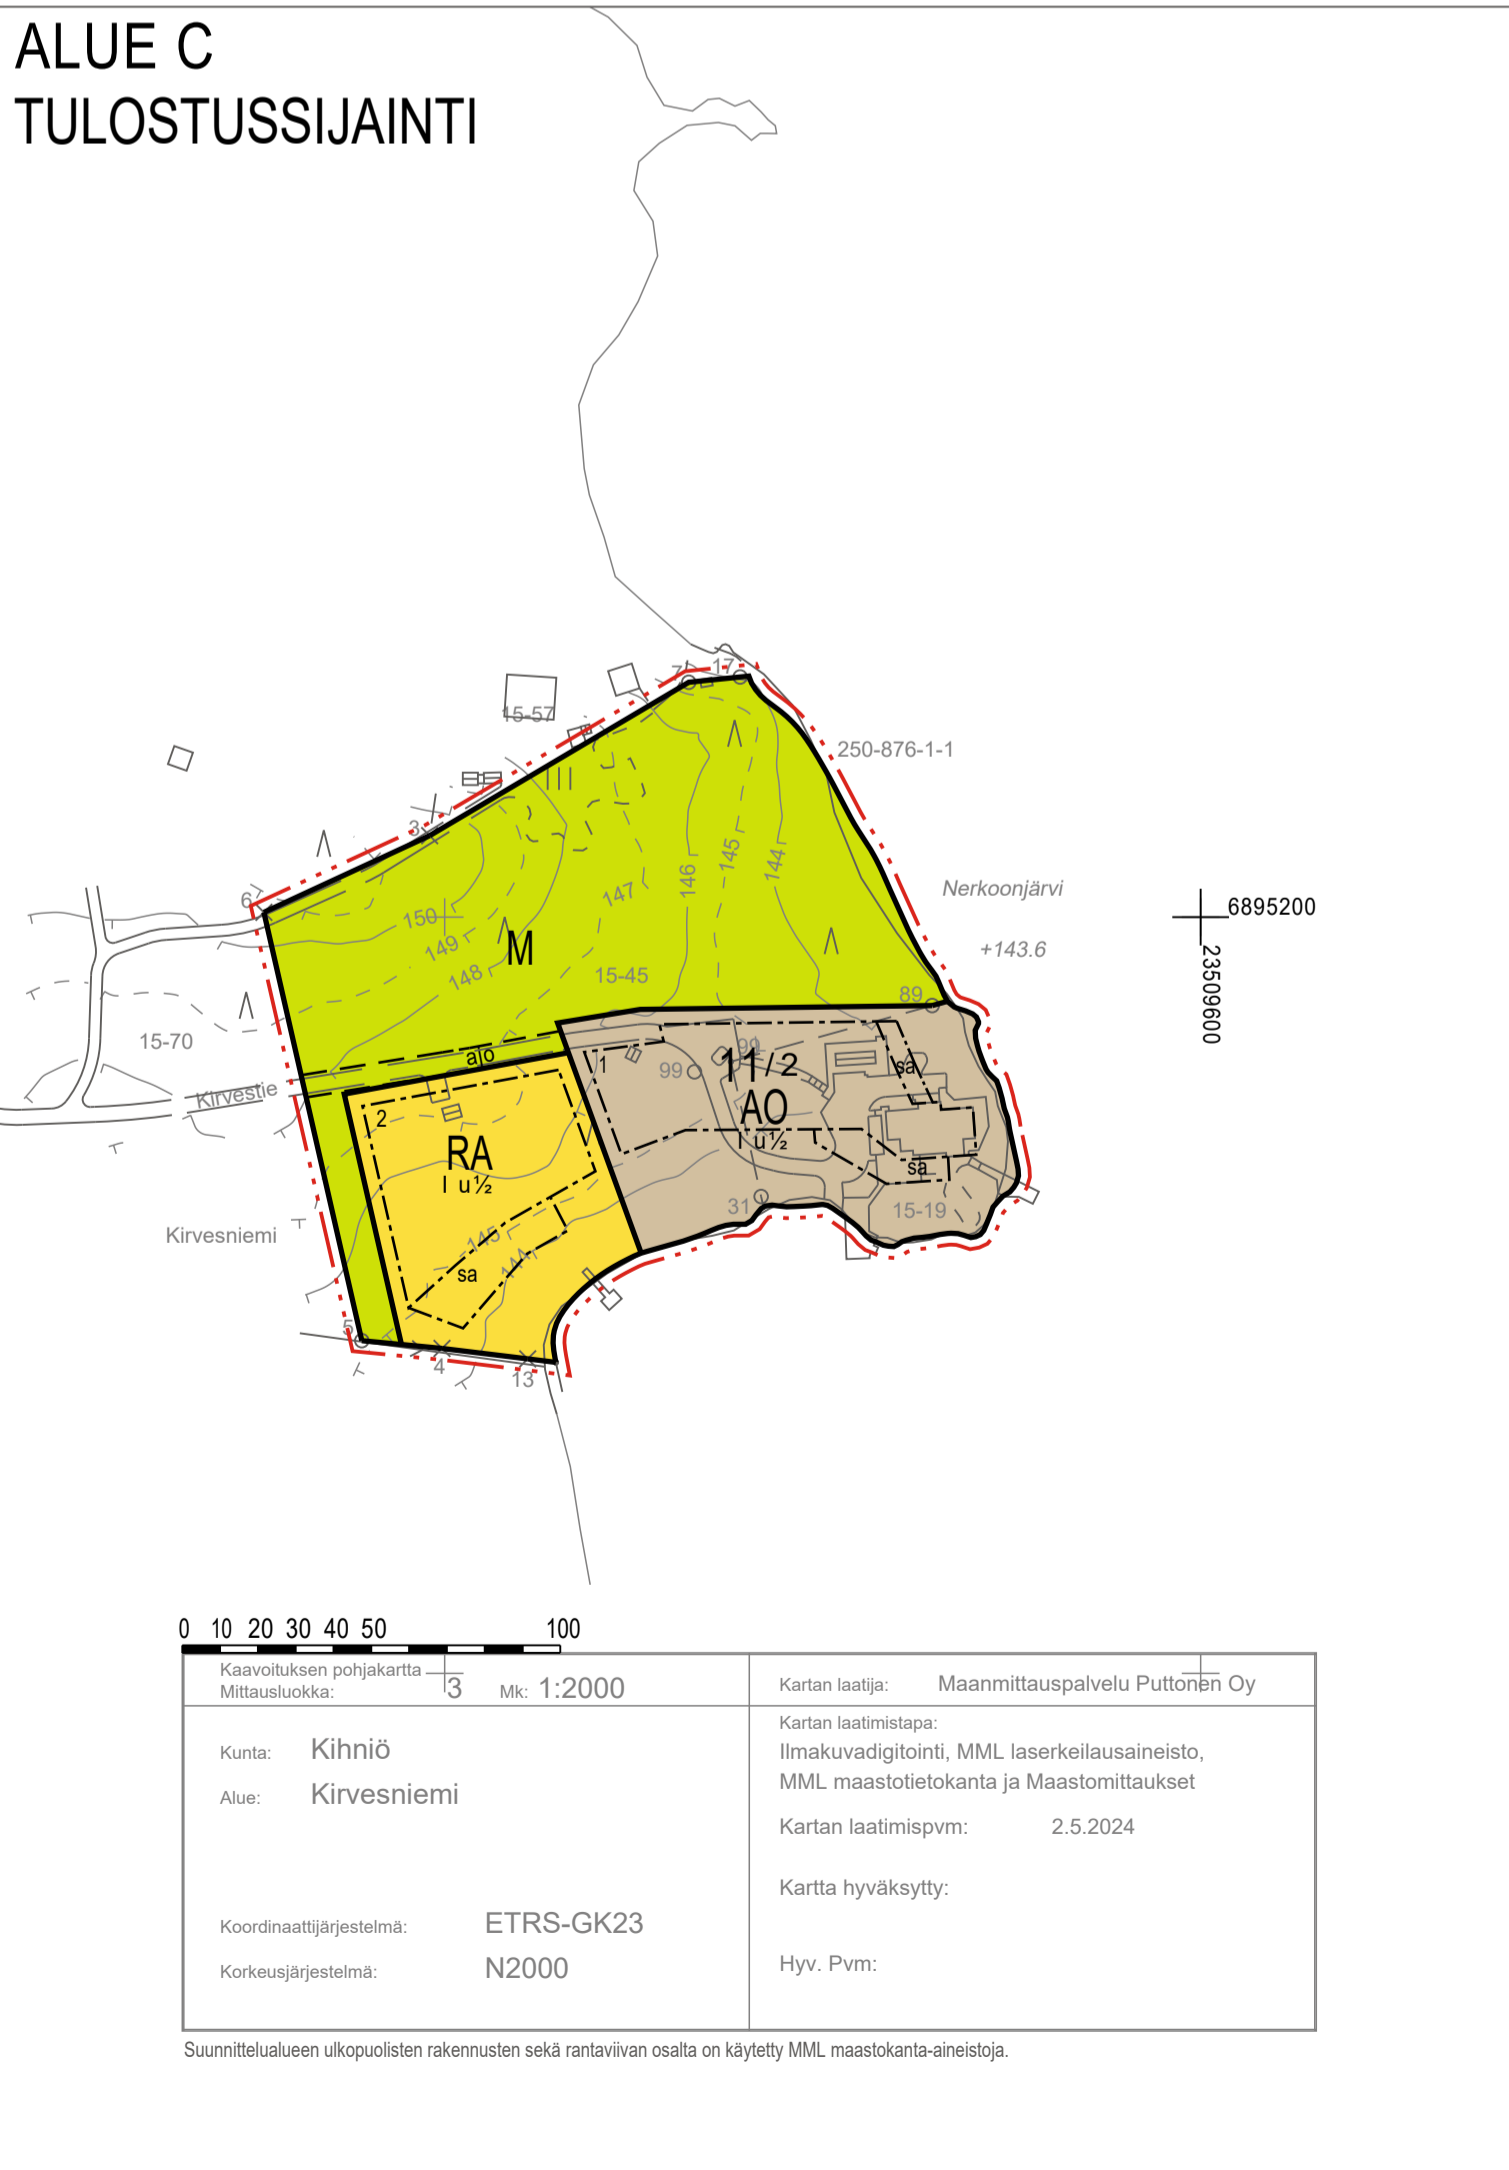 ALUE C
TULOSTUSSIJAINTI
7
17
15-57
250-876-1-1
3
6
146
145
144
147
150
149
148
M
15-45
Nerkoonjärvi
+143.6
89
6895200
23509600
15-70
Kirvestie
ajo
1
99
11/2
AO
I u½
sa
sa
2
RA
I u½
31
15-19
Kirvesniemi
145
144
sa
5
4
13
0 10 20 30 40 50 100
Kaavoituksen pohjakartta
Mittausluokka: 3 Mk: 1:2000
Kartan laatija: Maanmittauspalvelu Puttonen Oy
Kunta: Kihniö
Alue: Kirvesniemi
Koordinaattijärjestelmä: ETRS-GK23
Korkeusjärjestelmä: N2000
Kartan laatimistapa:
Ilmakuvadigitointi, MML laserkeilausaineisto,
MML maastotietokanta ja Maastomittaukset
Kartan laatimispvm: 2.5.2024
Kartta hyväksytty:
Hyv. Pvm:
Suunnittelualueen ulkopuolisten rakennusten sekä rantaviivan osalta on käytetty MML maastokanta-aineistoja.